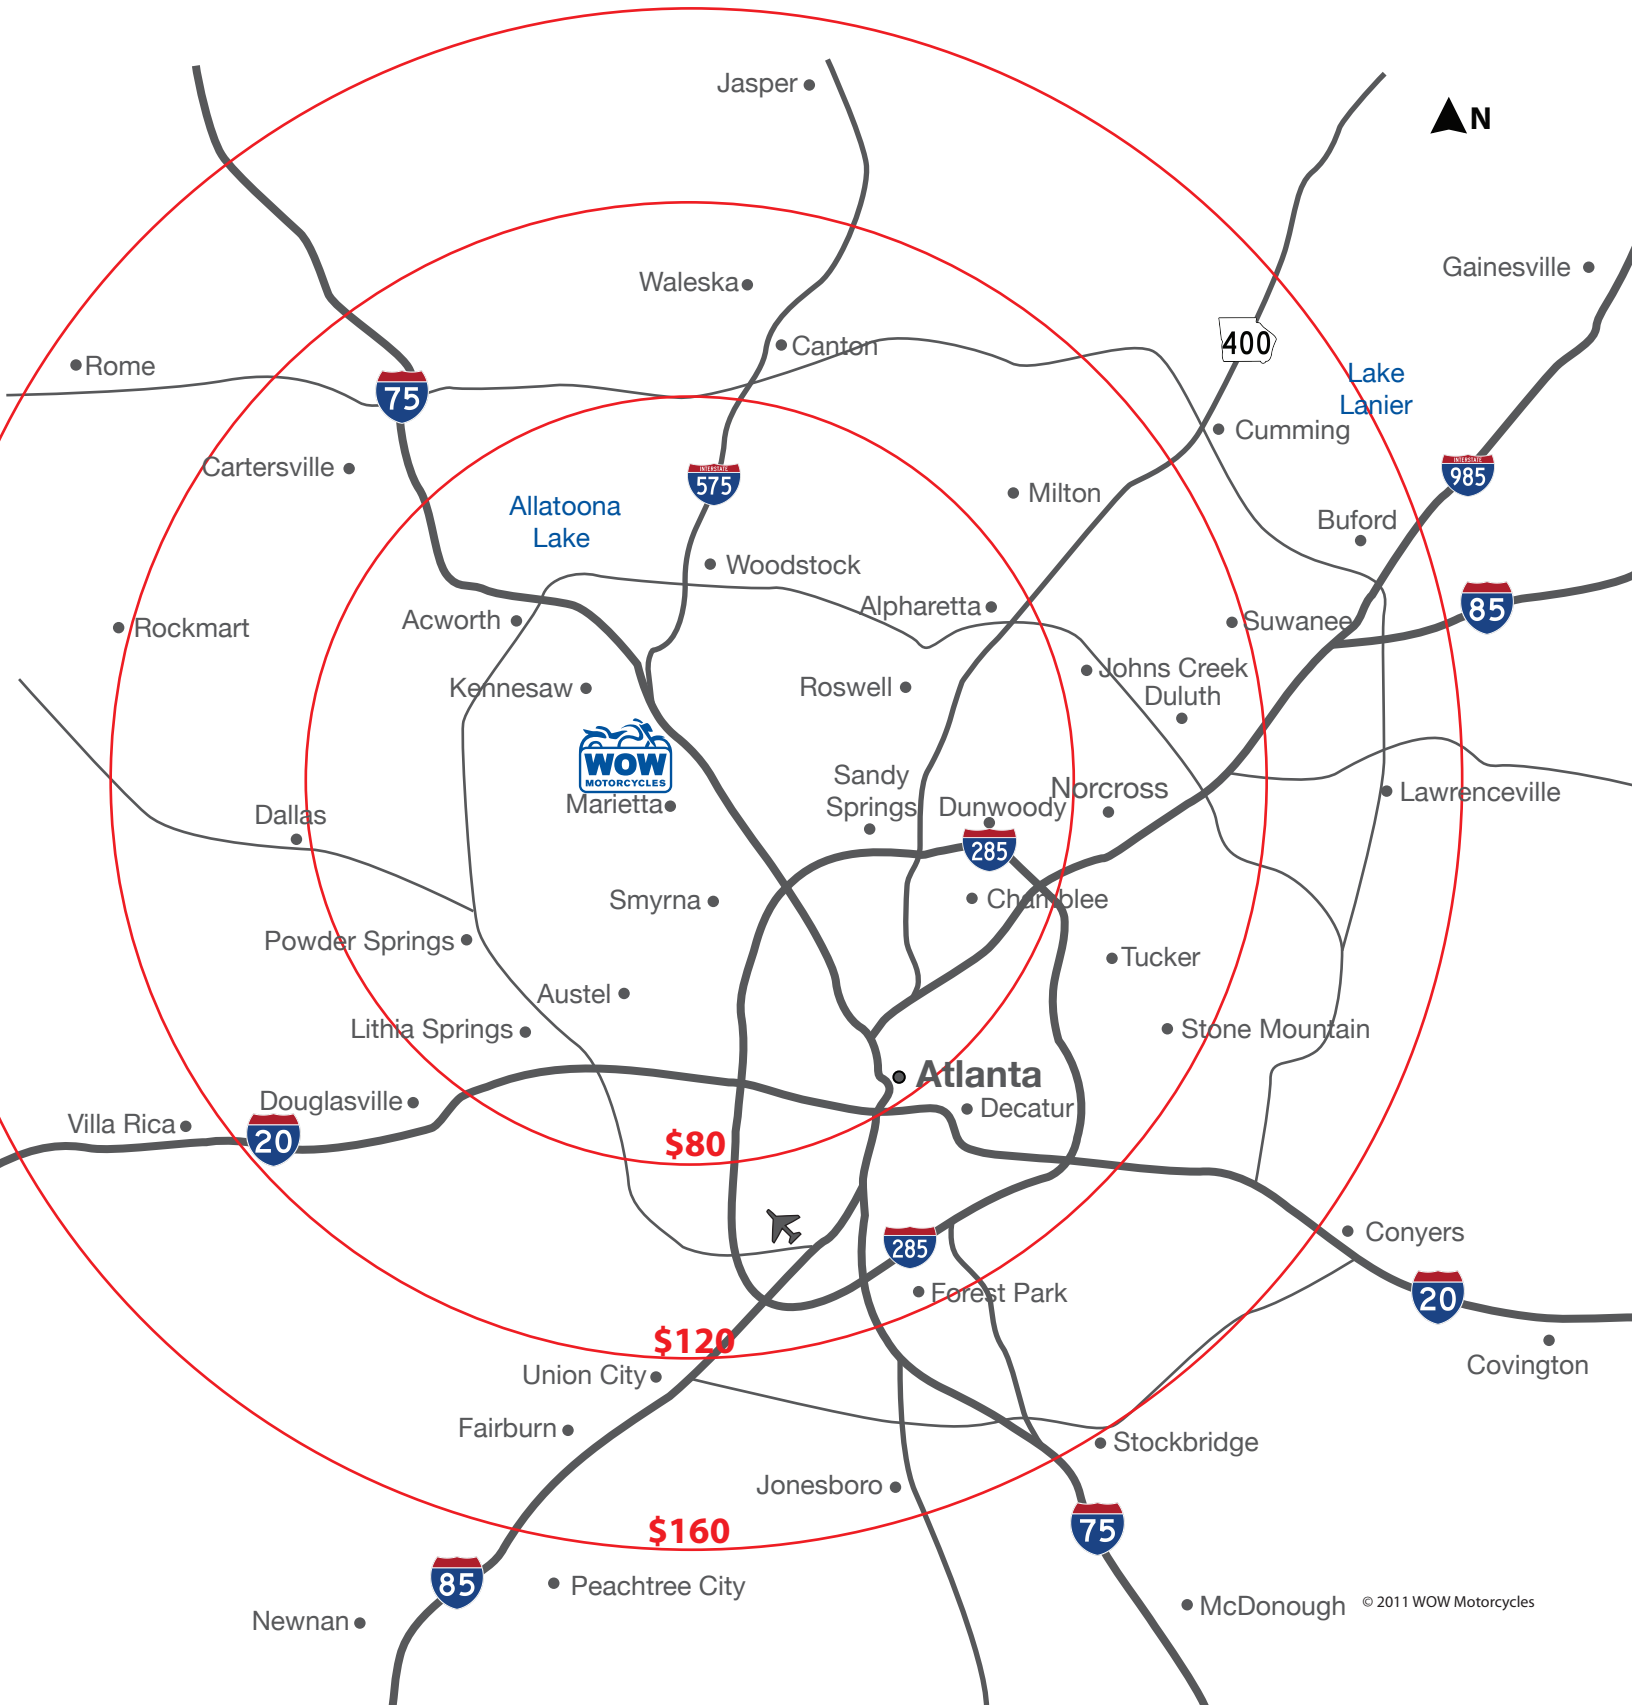 Jasper
N
Waleska
Gainesville
Canton
400
Rome
Lake
Lanier
75
Cumming
Cartersville
INTERSTATE
575
INTERSTATE
985
Milton
Allatoona
Lake
Buford
Woodstock
85
Alpharetta
Acworth
Suwanee
Rockmart
Johns Creek
Kennesaw
Roswell
Duluth
WOW
MOTORCYCLES
Marietta
Sandy
Springs
Dunwoody
Norcross
Lawrenceville
Dallas
285
Smyrna
Chamblee
Powder Springs
Tucker
Austel
Lithia Springs
Stone Mountain
Atlanta
Douglasville
Decatur
Villa Rica
20
$80
Conyers
285
Forest Park
20
$120
Union City
Covington
Fairburn
Stockbridge
Jonesboro
$160
75
85
Peachtree City
Newnan
McDonough
© 2011 WOW Motorcycles